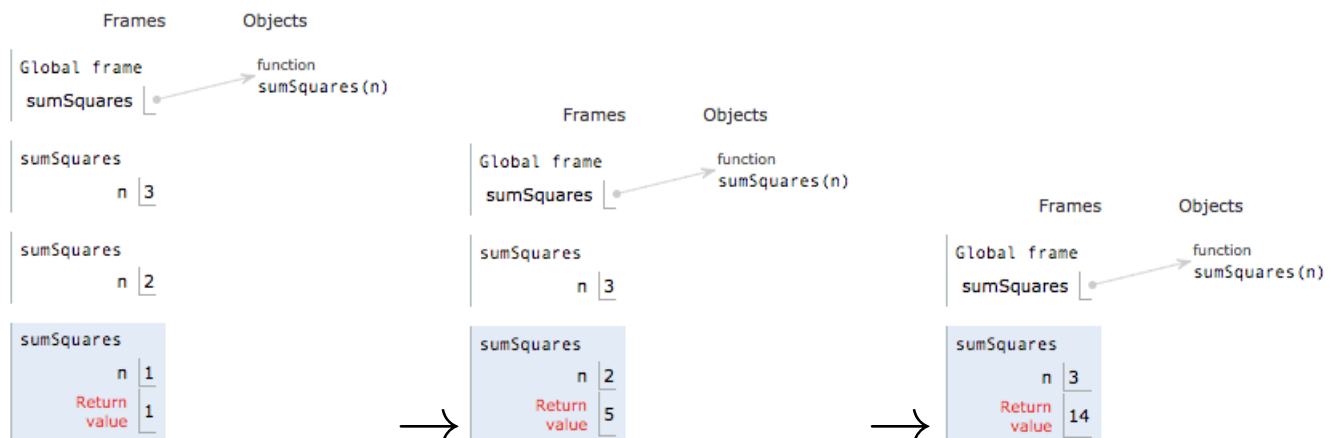 Frames Objects
Global frame
function
sumSquares(n)
sumSquares
sumSquares
n 3
sumSquares
n 2
sumSquares
n 1
Return
value 1
Frames Objects
Global frame
function
sumSquares(n)
sumSquares
sumSquares
n 3
sumSquares
n 2
Return
value 5
Frames Objects
Global frame
function
sumSquares(n)
sumSquares
sumSquares
n 3
Return
value 14